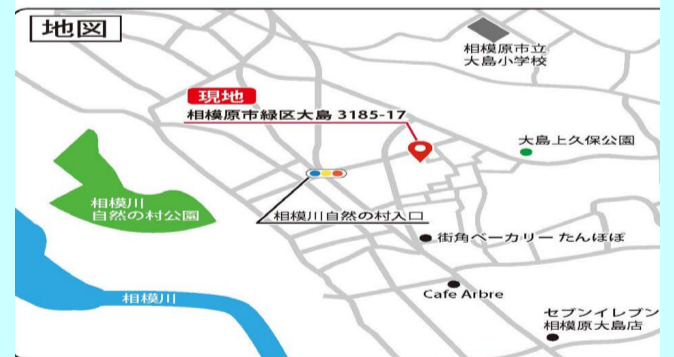 地図
相模原市立
大島小学校
現地
相模原市緑区大島 3185-17
大島上久保公園
相模川
自然の村公園
相模川自然の村入口
街角ベーカリー たんぽぽ
相模川
Cafe Arbre
セブンイレブン
相模原大島店